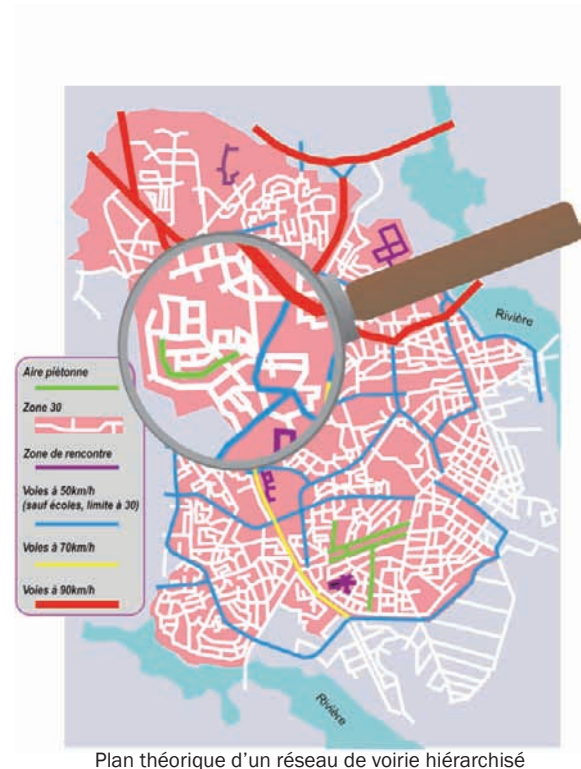 Rivière
Aire piétonne
Zone 30
Zone de rencontre
Voies à 50km/h
(sauf écoles, limite à 30)
Voies à 70km/h
Voies à 90km/h
Rivière
Plan théorique d'un réseau de voirie hiérarchisé